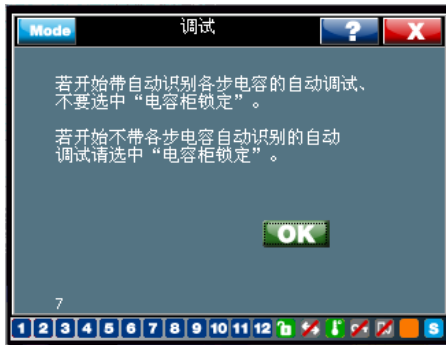 Mode 调试 ? X
若开始带自动识别各步电容的自动调试、
不要选中“电容柜锁定”。
若开始不带各步电容自动识别的自动
调试请选中“电容柜锁定”。
OK
7
1 2 3 4 5 6 7 8 9 10 11 12 S